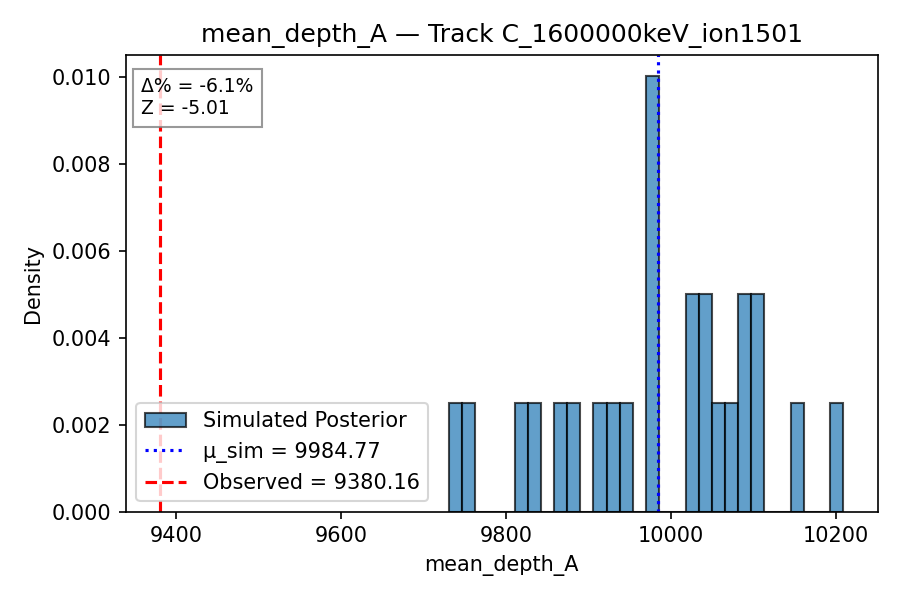 mean_depth_A — Track C_1600000keV_ion1501
Δ% = -6.1%
Z = -5.01
0.010
0.008
0.006
0.004
0.002
0.000
Density
Simulated Posterior
μ_sim = 9984.77
Observed = 9380.16
9400 9600 9800 10000 10200
mean_depth_A